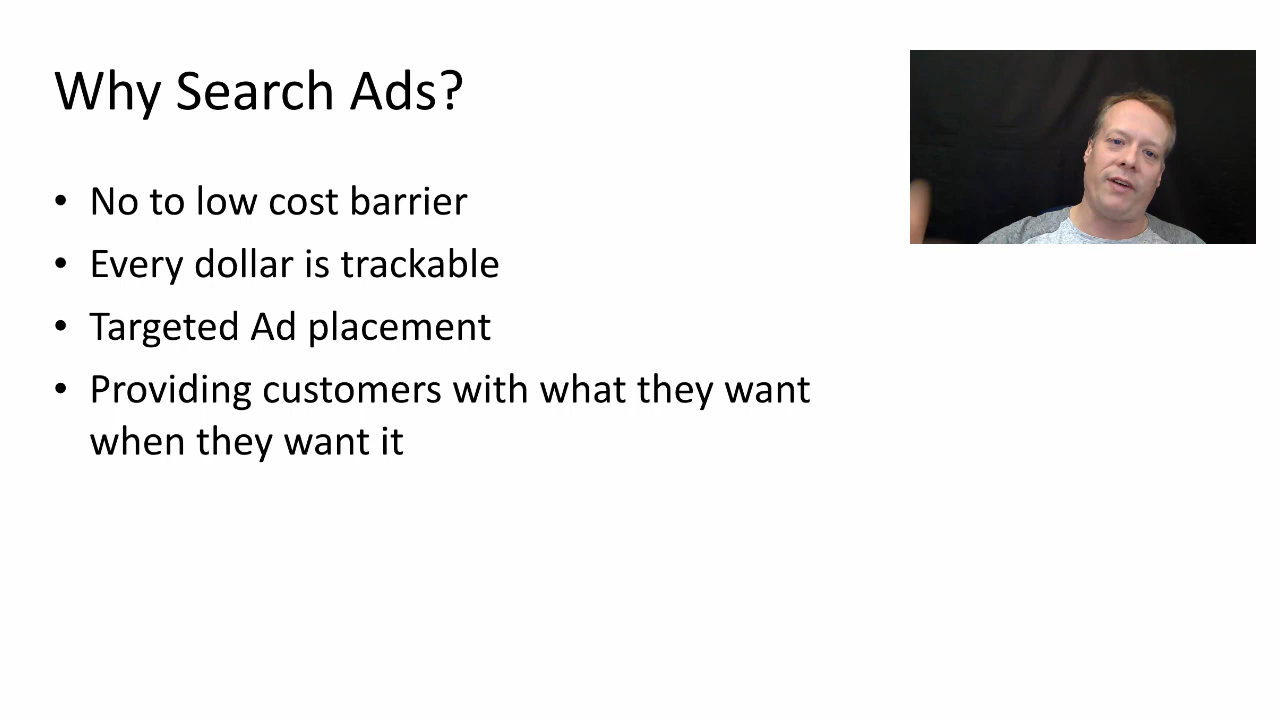 Why Search Ads?
• No to low cost barrier
• Every dollar is trackable
• Targeted Ad placement
• Providing customers with what they want
when they want it